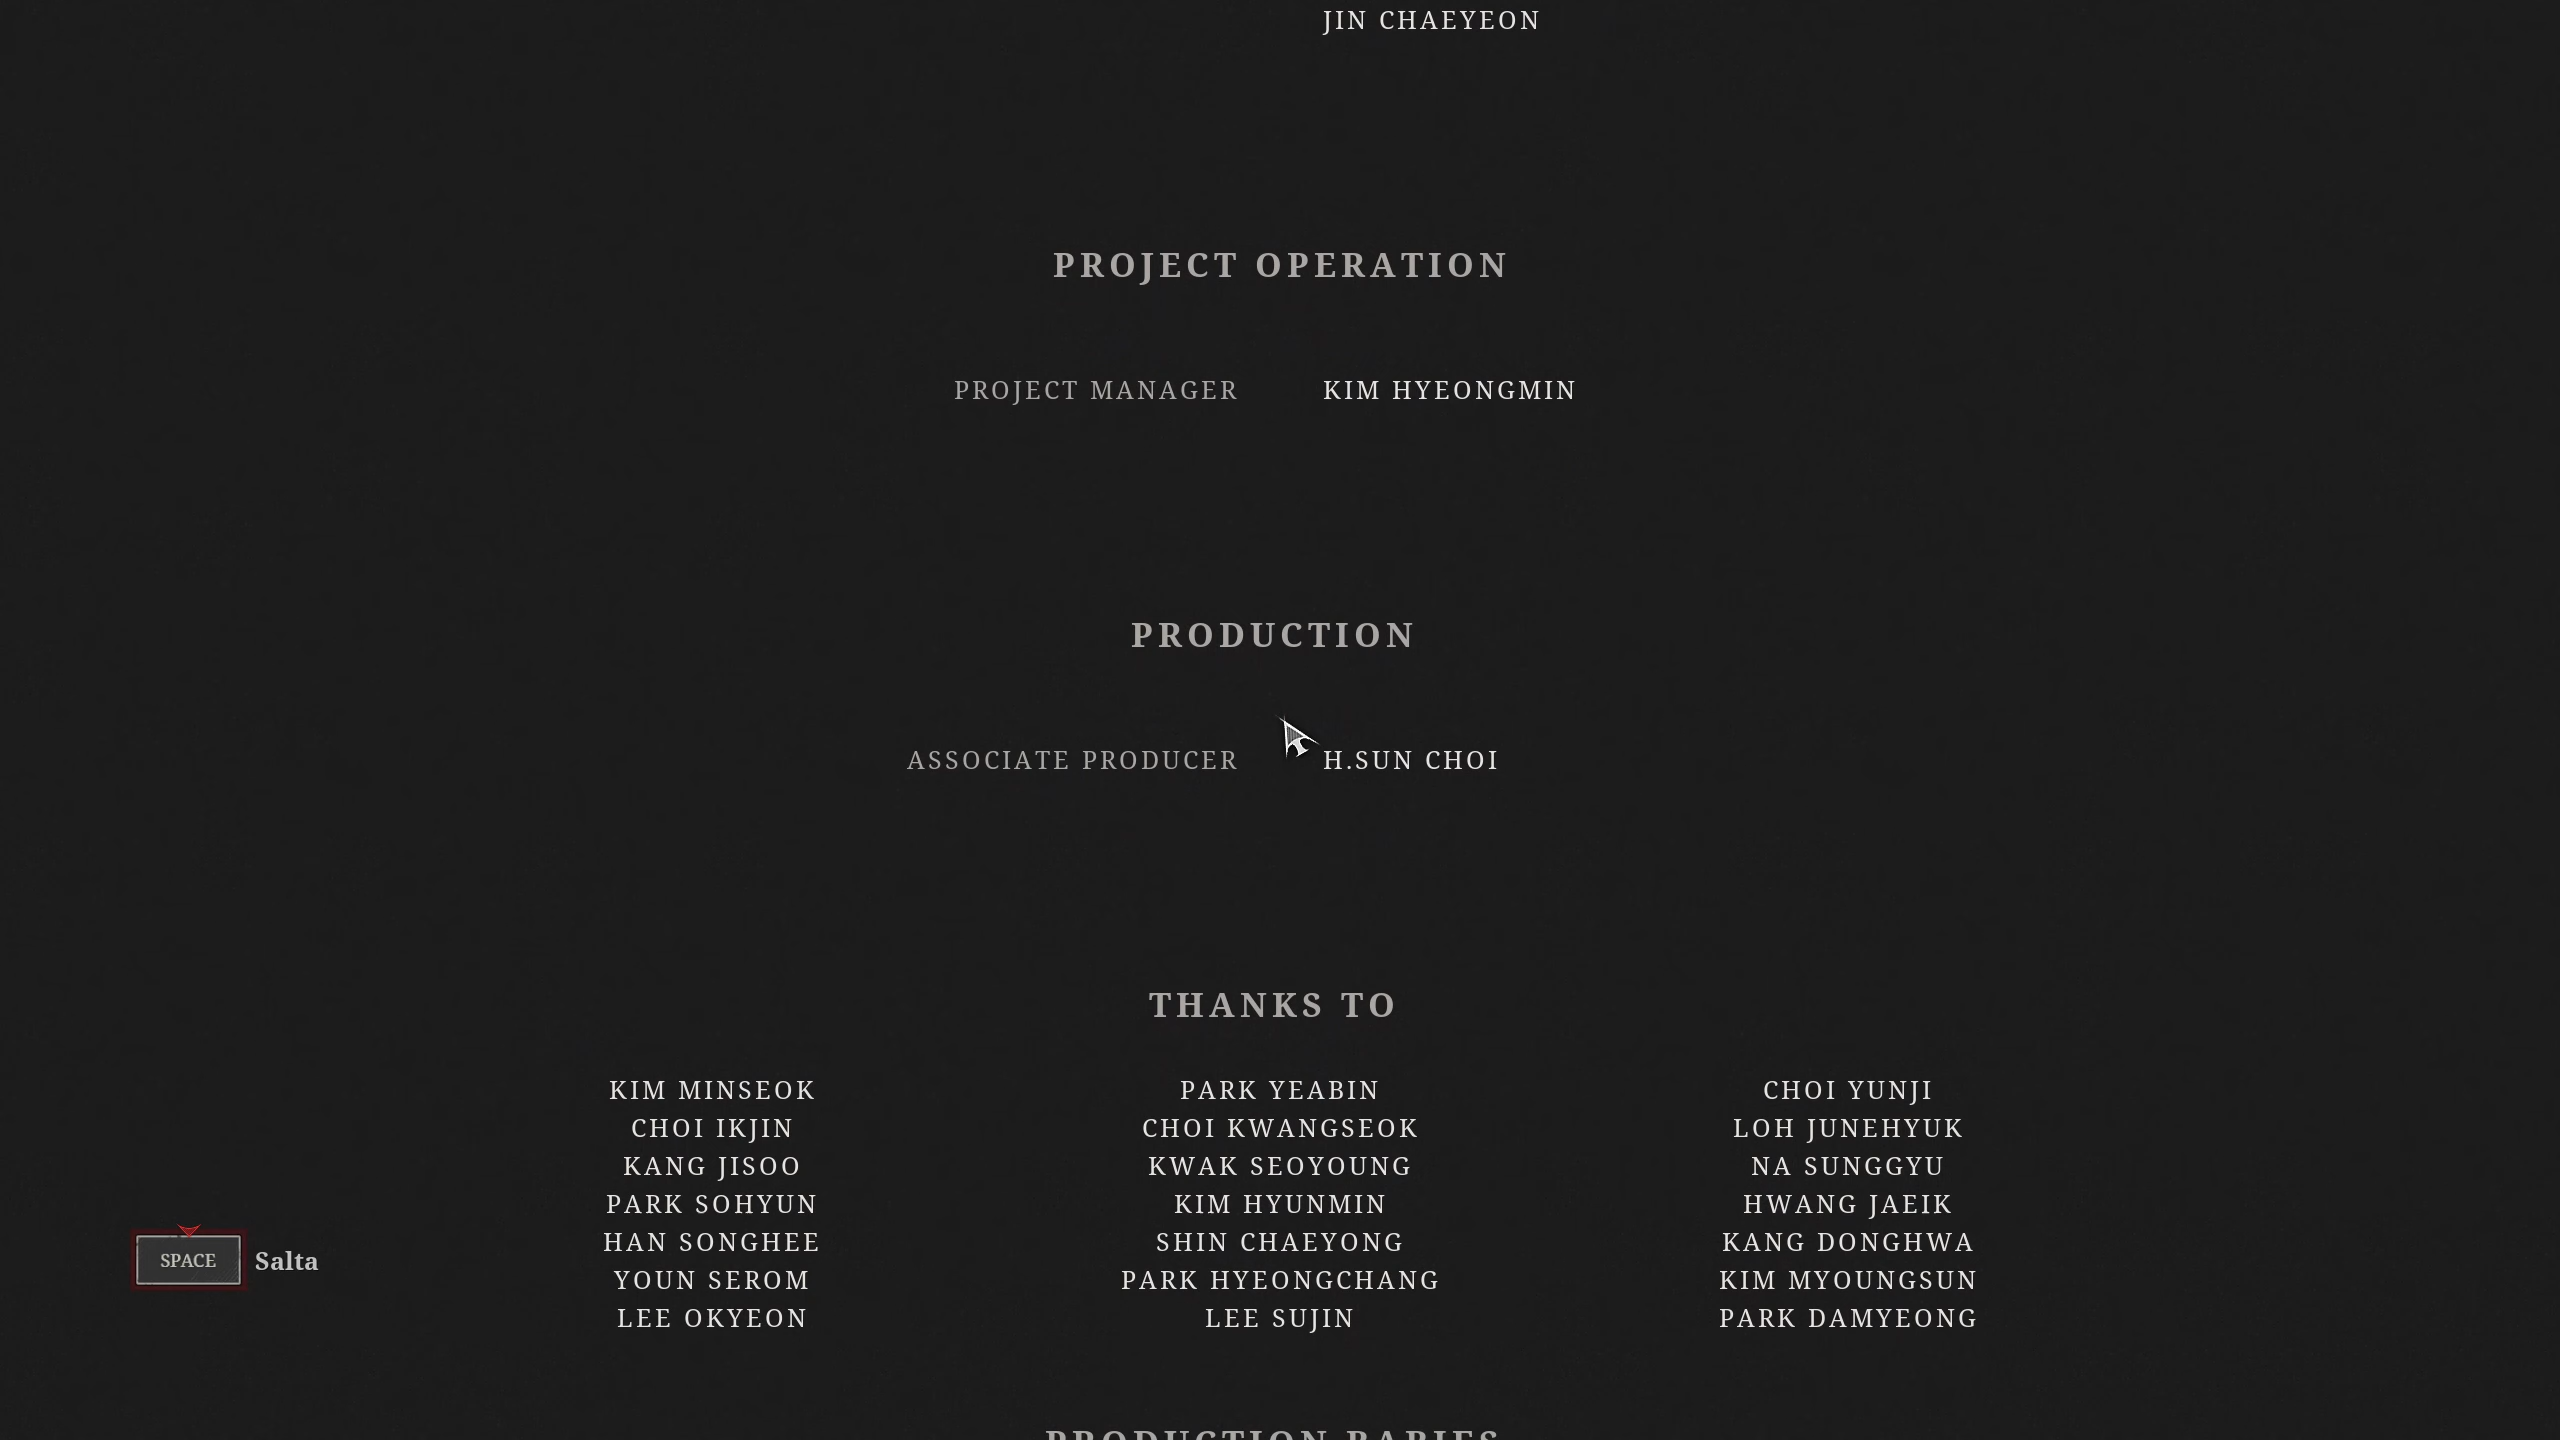 JIN CHAEYEON
PROJECT OPERATION
PROJECT MANAGER KIM HYEONGMIN
PRODUCTION
ASSOCIATE PRODUCER H.SUN CHOI
THANKS TO
KIM MINSEOK PARK YEABIN CHOI YUNJI
CHOI IKJIN CHOI KWANGSEOK LOH JUNEHYUK
KANG JISOO KWAK SEOYOUNG NA SUNGGYU
PARK SOHYUN KIM HYUNMIN HWANG JAEIK
HAN SONGHEE SHIN CHAEYONG KANG DONGHWA
SPACE Salta
YOUN SEROM PARK HYEONGCHANG KIM MYOUNGSUN
LEE OKYEON LEE SUJIN PARK DAMYEONG
PRODUCTION BABIES